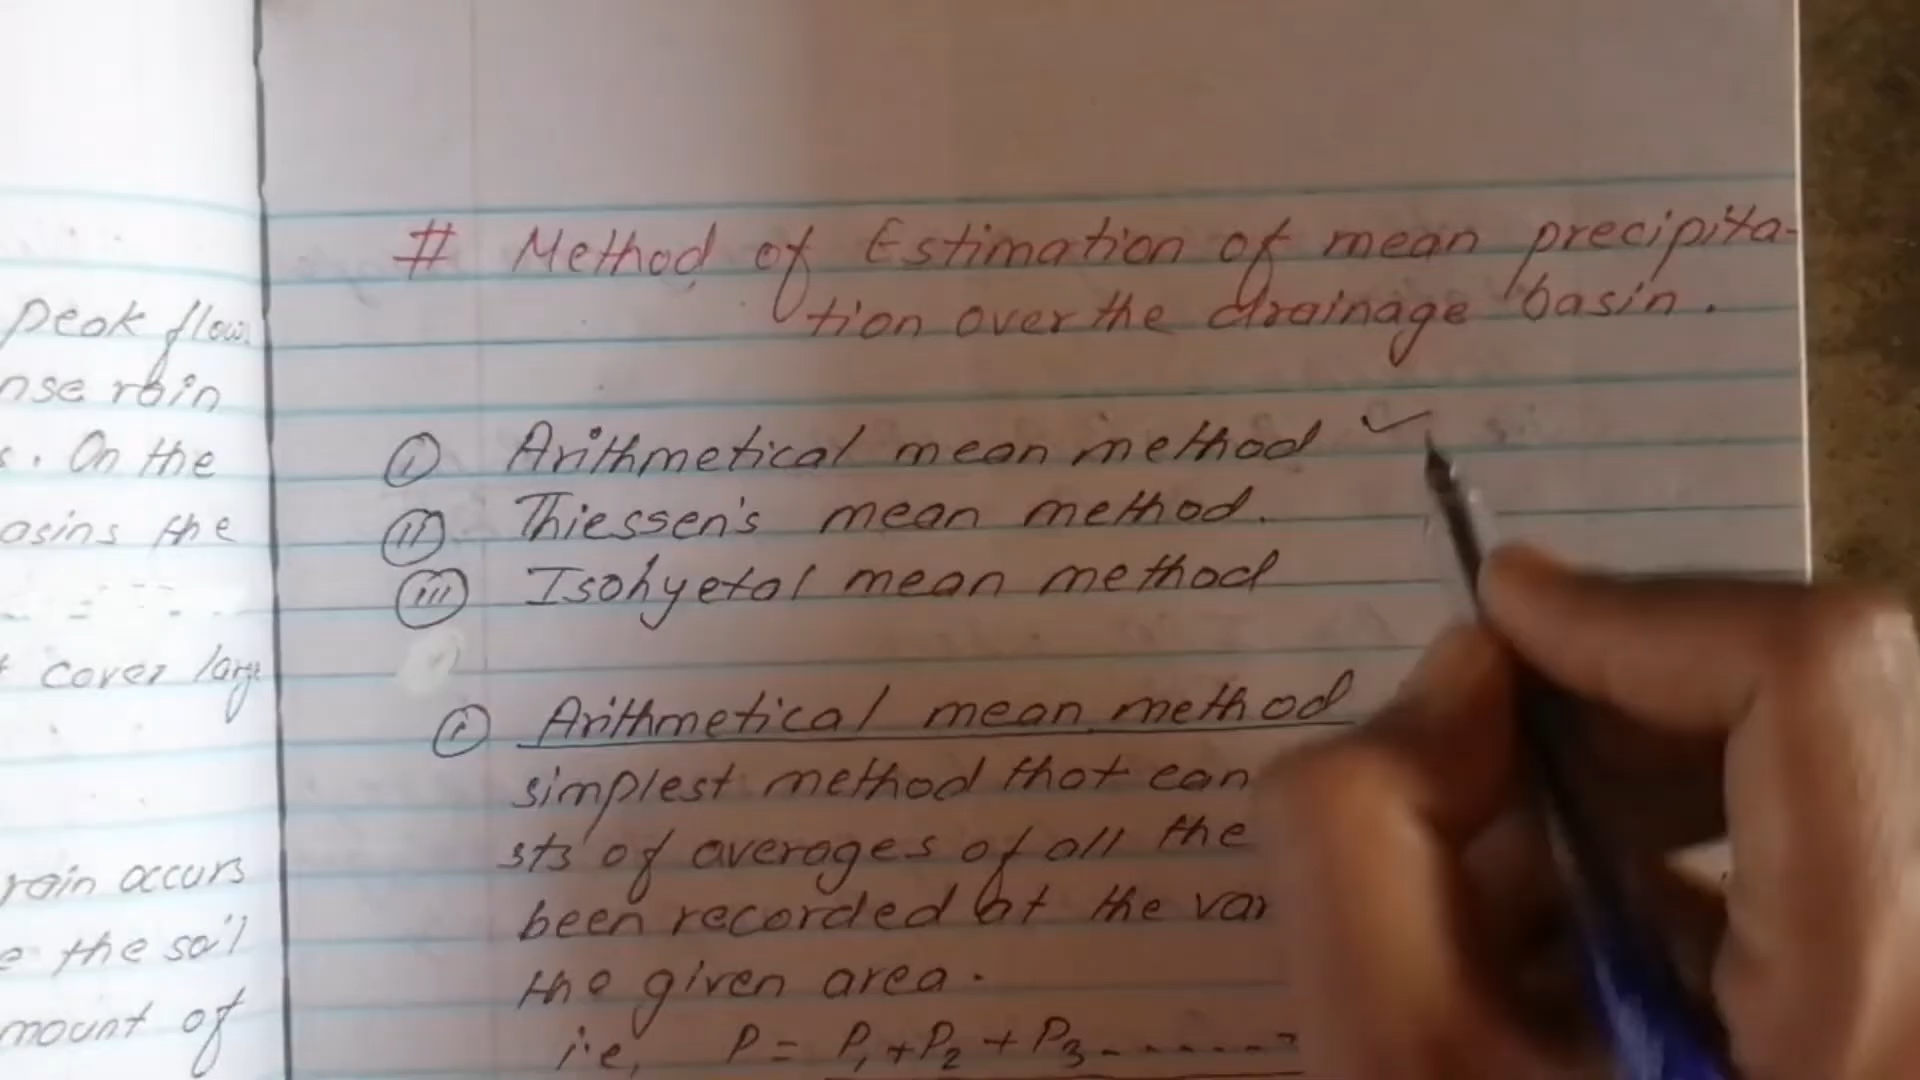 peak flow
nse rain
s. On the
asins the
cover large
rain occurs
e the soil
mount of
# Method of Estimation of mean precipita-
tion over the drainage basin.
(i) Arithmetical mean method ✓
(ii) Thiessen's mean method.
(iii) Isohyetal mean method
(i) Arithmetical mean method
simplest method that can
sts of averages of all the
been recorded at the var
the given area.
i.e, P = P1+P2+P3------